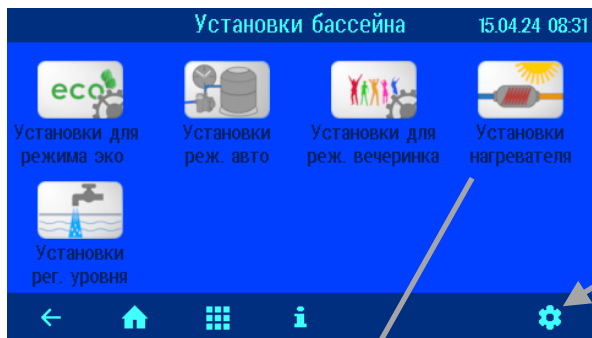 Установки бассейна 15.04.24 08:31
eco
Установки для
режима эко
Установки
реж. авто
Установки для
реж. вечеринка
Установки
нагревателя
Установки
рег. уровня